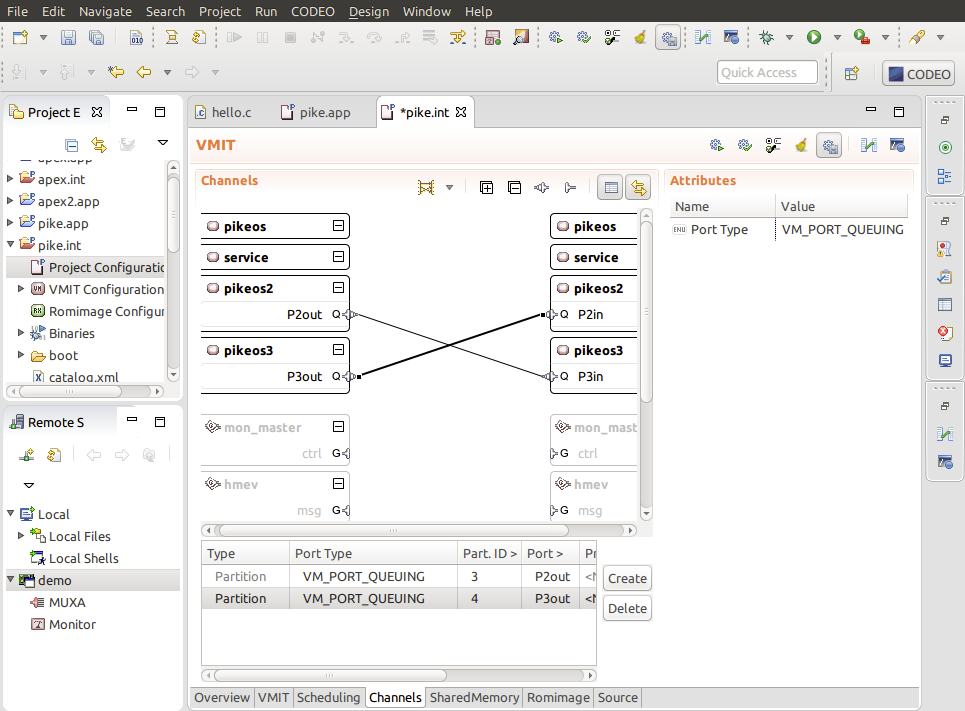 File Edit Navigate Search Project Run CODEO Design Window Help
010
Quick Access
CODEO
Project E
hello.c
pike.app
*pike.int
VMIT
apex.app
apex.int
apex2.app
pike.app
pike.int
Project Configuratio
VMIT Configuration
Romimage Configur
Binaries
boot
catalog.xml
Channels
pikeos
pikeos
service
service
pikeos2
pikeos2
P2out Q
Q P2in
pikeos3
pikeos3
P3out Q
Q P3in
mon_master
mon_mast
ctrl G
G ctrl
hmev
hmev
msg G
G msg
Attributes
Name Value
ENU Port Type VM_PORT_QUEUING
Remote S
Local
Local Files
Local Shells
demo
MUXA
Monitor
Type Port Type Part. ID > Port > Pr
Partition VM_PORT_QUEUING 3 P2out <N
Partition VM_PORT_QUEUING 4 P3out <N
Create
Delete
Overview VMIT Scheduling Channels SharedMemory Romimage Source